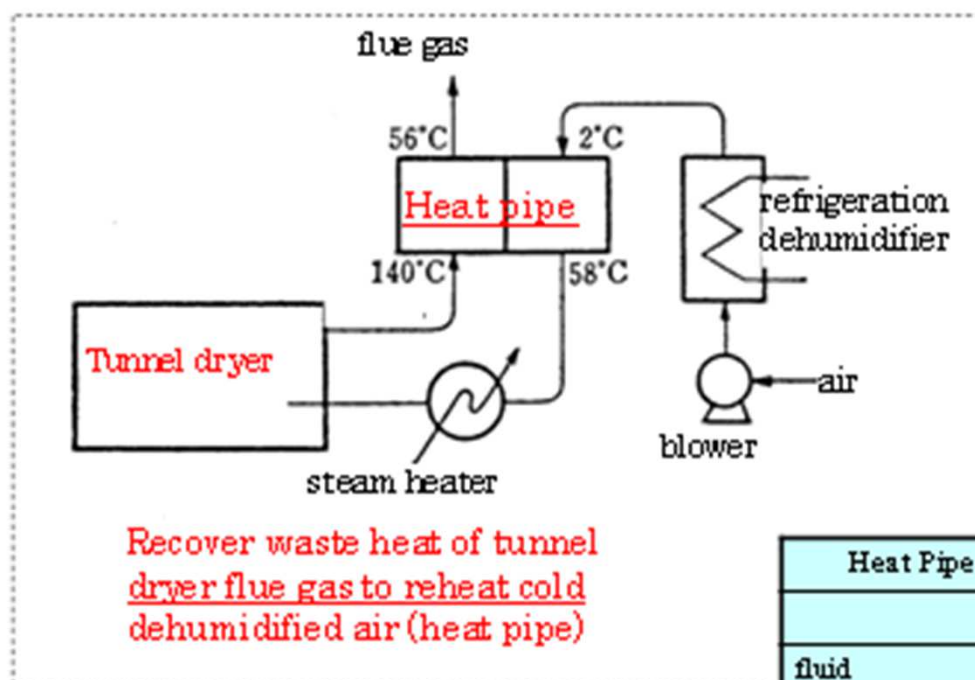 flue gas
56°C
2°C
Heat pipe
refrigeration
dehumidifier
140°C
58°C
Tunnel dryer
air
blower
steam heater
Recover waste heat of tunnel
dryer flue gas to reheat cold
dehumidified air (heat pipe)
Heat Pipe
fluid